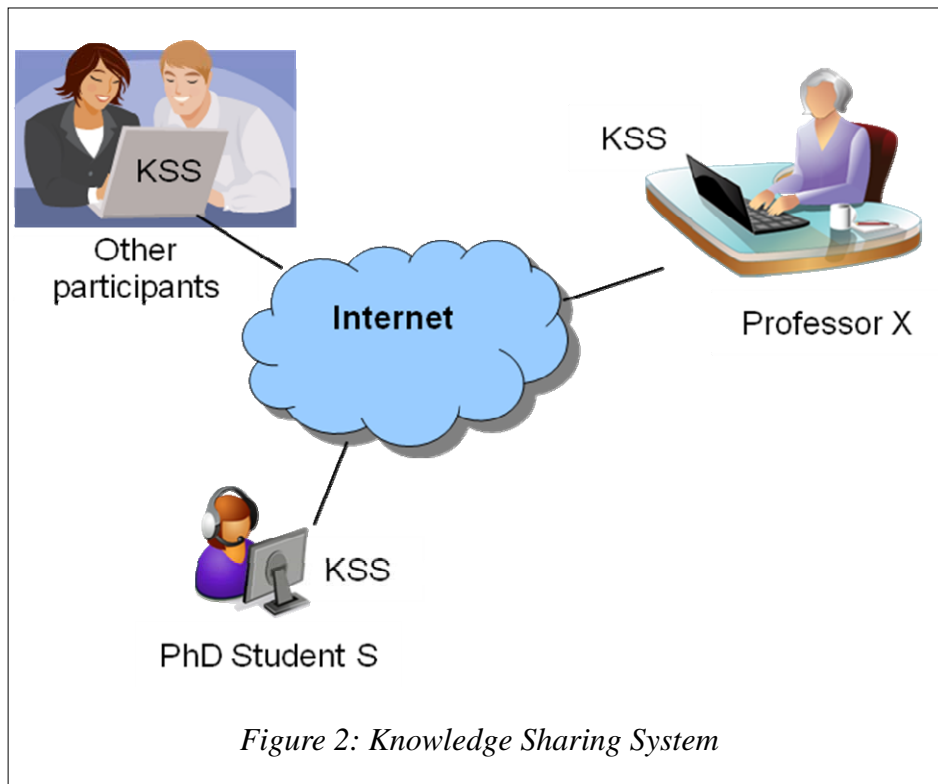 KSS
Other
participants
KSS
Professor X
Internet
KSS
PhD Student S
Figure 2: Knowledge Sharing System